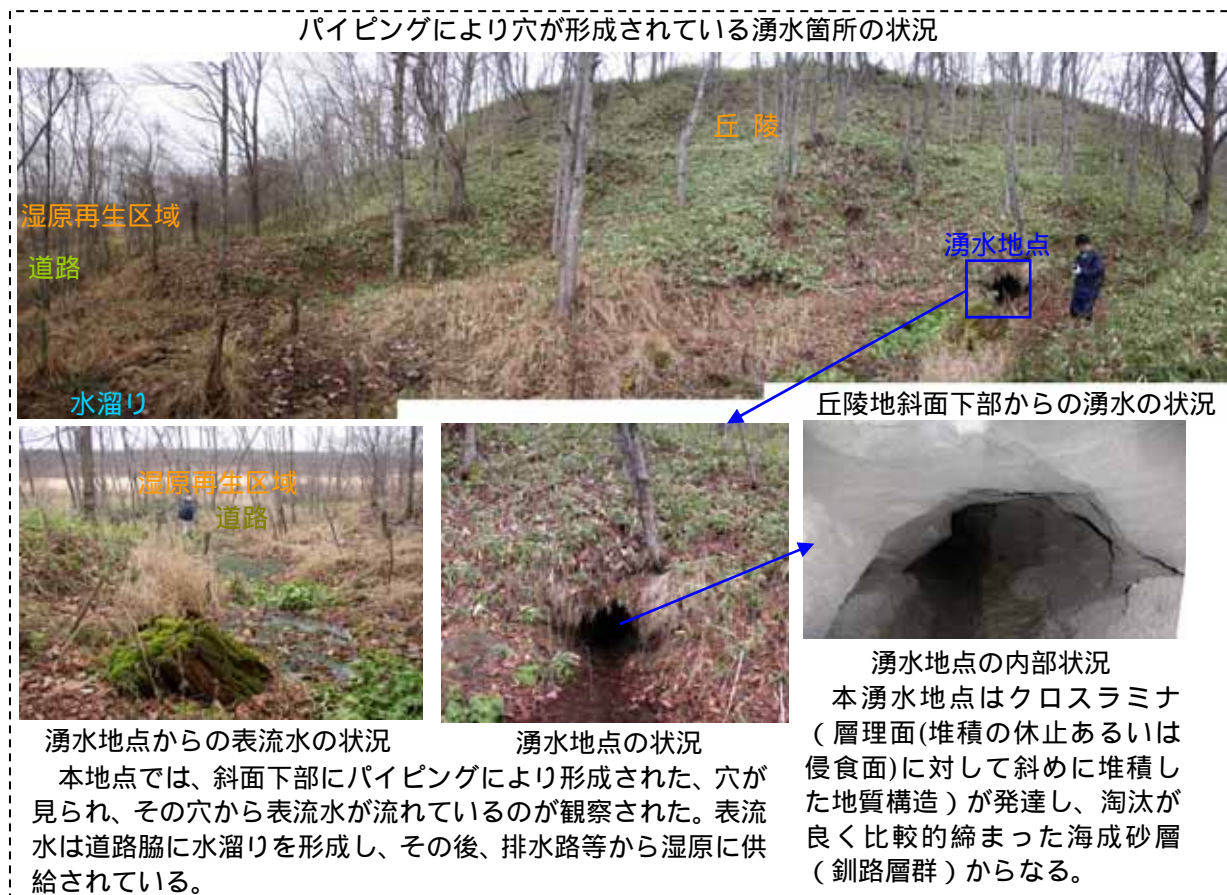 パイピングにより穴が形成されている湧水箇所の状況
丘 陵
湿原再生区域
道路
湧水地点
水溜り
丘陵地斜面下部からの湧水の状況
湿原再生区域
道路
湧水地点からの表流水の状況
湧水地点の状況
湧水地点の内部状況
本地点では、斜面下部にパイピングにより形成された、穴が
見られ、その穴から表流水が流れているのが観察された。表流
水は道路脇に水溜りを形成し、その後、排水路等から湿原に供
給されている。
本湧水地点はクロスラミナ
(層理面(堆積の休止あるいは
侵食面)に対して斜めに堆積し
た地質構造)が発達し、淘汰が
良く比較的締まった海成砂層
(釧路層群)からなる。